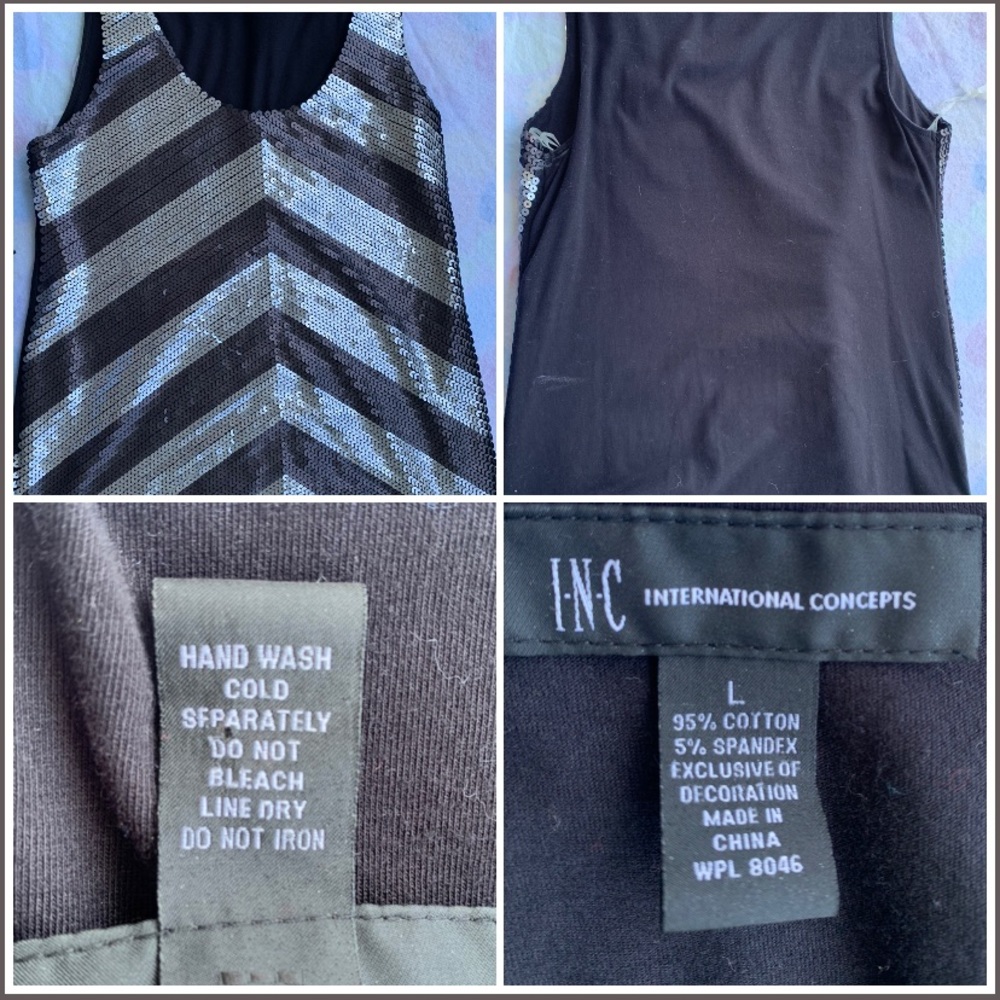 HAND WASH
COLD
SEPARATELY
DO NOT
BLEACH
LINE DRY
DO NOT IRON
I·N·C INTERNATIONAL CONCEPTS
L
95% COTTON
5% SPANDEX
EXCLUSIVE OF
DECORATION
MADE IN
CHINA
WPL 8046